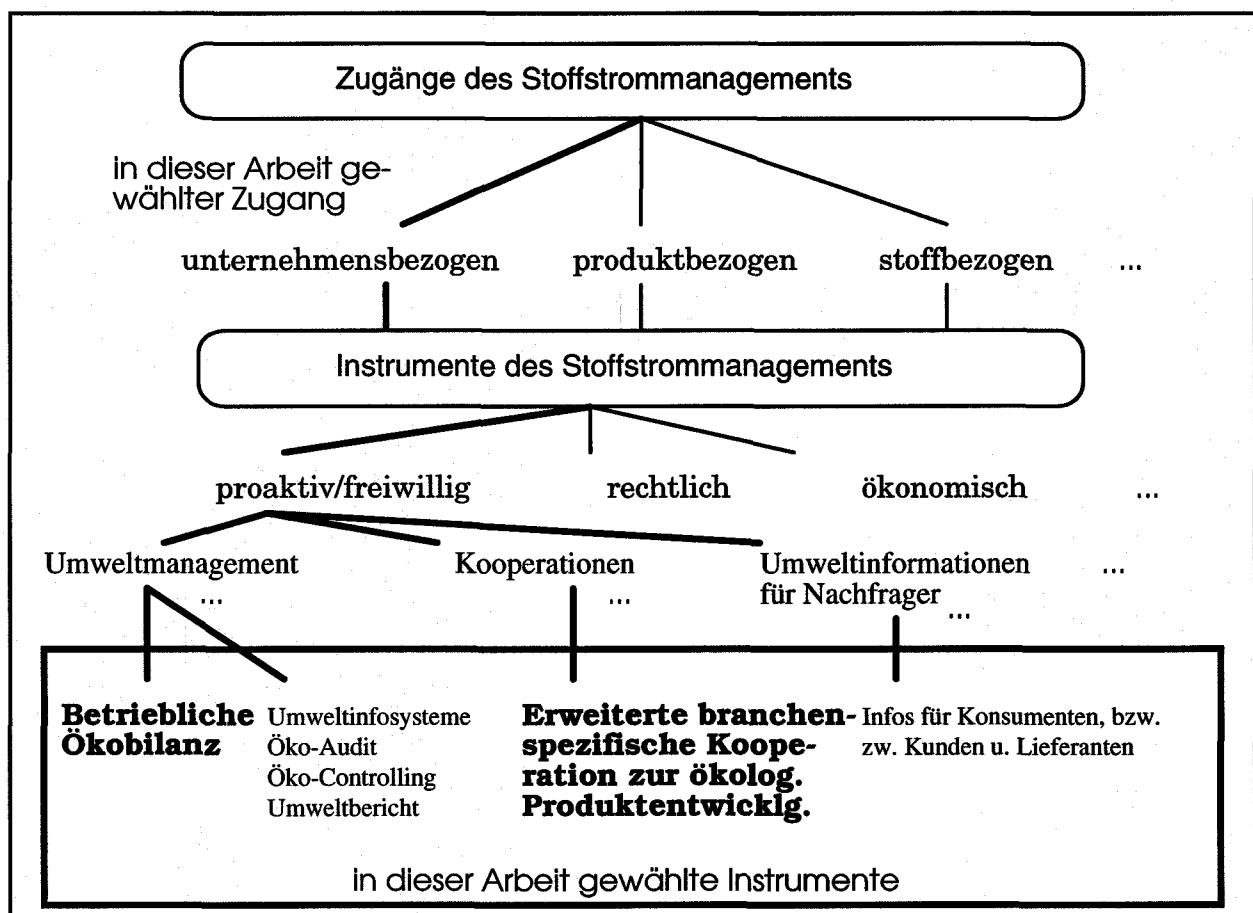 Zugänge des Stoffstrommanagements
in dieser Arbeit ge-
wählter Zugang
unternehmensbezogen produktbezogen stoffbezogen ...
Instrumente des Stoffstrommanagements
proaktiv/freiwillig rechtlich ökonomisch ...
Umweltmanagement Kooperationen Umweltinformationen ...
... ... für Nachfrager ...
Betriebliche Umweltinfosysteme Erweiterte branchen- Infos für Konsumenten, bzw.
Ökobilanz Öko-Audit spezifische Koope- zw. Kunden u. Lieferanten
Öko-Controlling ration zur ökolog.
Umweltbericht Produktentwicklg.
in dieser Arbeit gewählte Instrumente